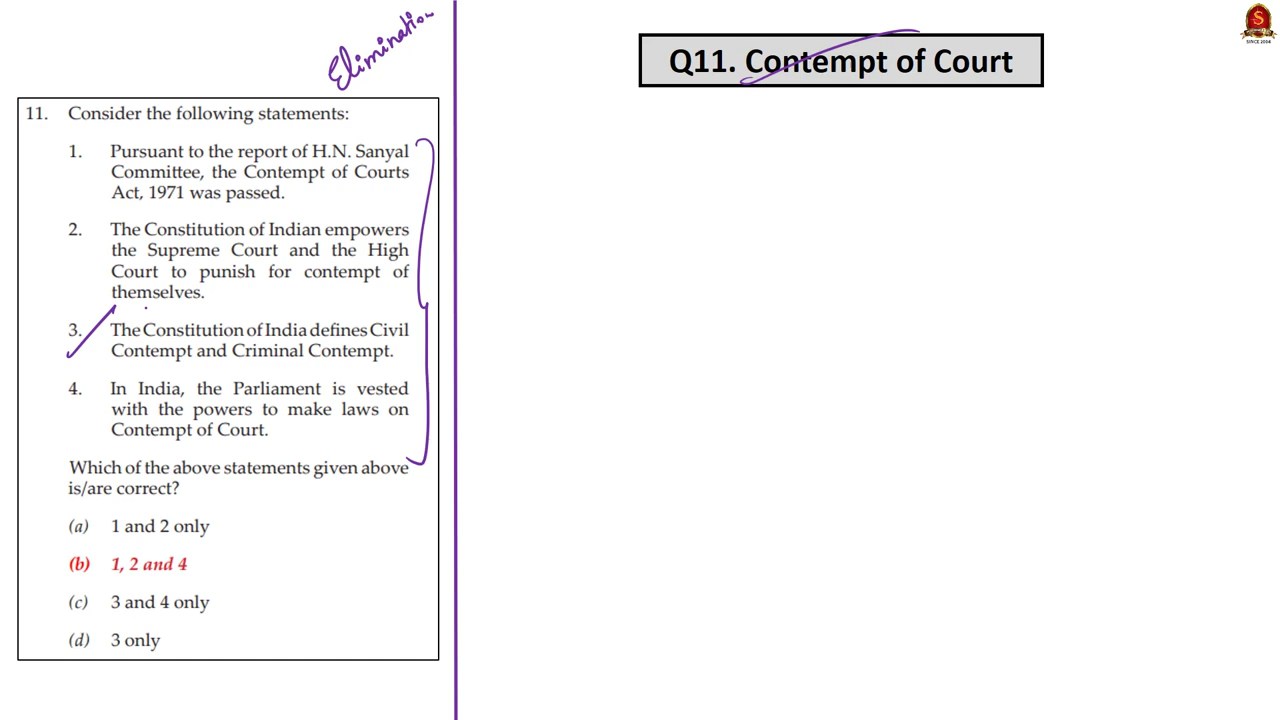 Elimination
Q11. Contempt of Court
SINCE 2004
11. Consider the following statements:
1. Pursuant to the report of H.N. Sanyal
Committee, the Contempt of Courts
Act, 1971 was passed.
2. The Constitution of Indian empowers
the Supreme Court and the High
Court to punish for contempt of
themselves.
3. The Constitution of India defines Civil
Contempt and Criminal Contempt.
4. In India, the Parliament is vested
with the powers to make laws on
Contempt of Court.
Which of the above statements given above
is/are correct?
(a) 1 and 2 only
(b) 1, 2 and 4
(c) 3 and 4 only
(d) 3 only